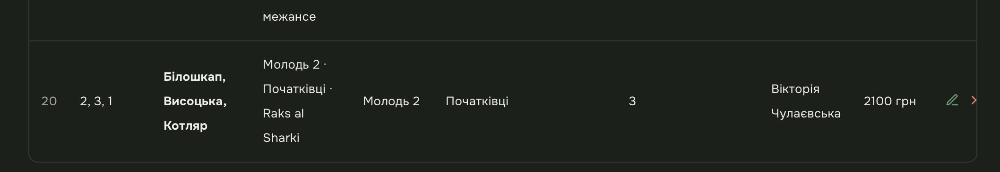 межансе
20
2, 3, 1
Білошкап,
Висоцька,
Котляр
Молодь 2 ·
Початківці ·
Raks al
Sharki
Молодь 2
Початківці
3
Вікторія
Чулаєвська
2100 грн